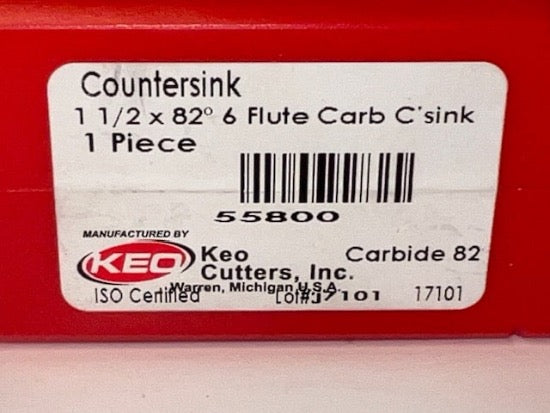 Countersink
1 1/2 x 82° 6 Flute Carb C'sink
1 Piece
55800
MANUFACTURED BY
KEO
Keo
Cutters, Inc.
Carbide 82
Warren, Michigan U.S.A.
ISO Certified
Lot#:J7101
17101